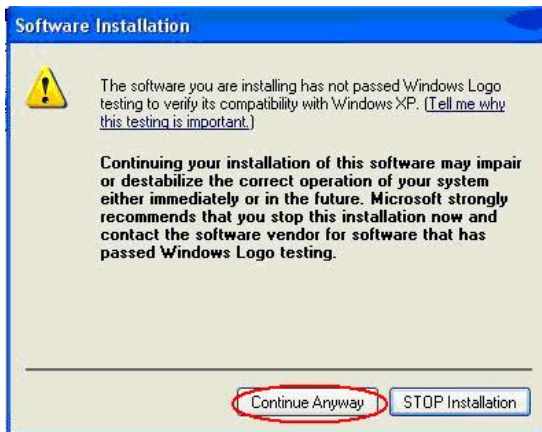 Software Installation
The software you are installing has not passed Windows Logo
testing to verify its compatibility with Windows XP. (Tell me why
this testing is important.)
Continuing your installation of this software may impair
or destabilize the correct operation of your system
either immediately or in the future. Microsoft strongly
recommends that you stop this installation now and
contact the software vendor for software that has
passed Windows Logo testing.
Continue Anyway
STOP Installation